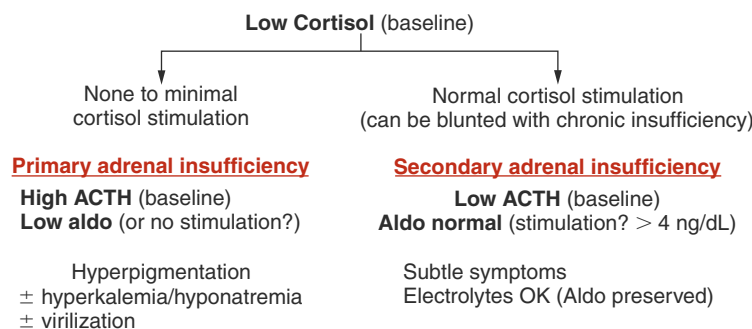 Low Cortisol (baseline)
None to minimal
cortisol stimulation
Normal cortisol stimulation
(can be blunted with chronic insufficiency)
Primary adrenal insufficiency
High ACTH (baseline)
Low aldo (or no stimulation?)
Secondary adrenal insufficiency
Low ACTH (baseline)
Aldo normal (stimulation? > 4 ng/dL)
Hyperpigmentation
± hyperkalemia/hyponatremia
± virilization
Subtle symptoms
Electrolytes OK (Aldo preserved)